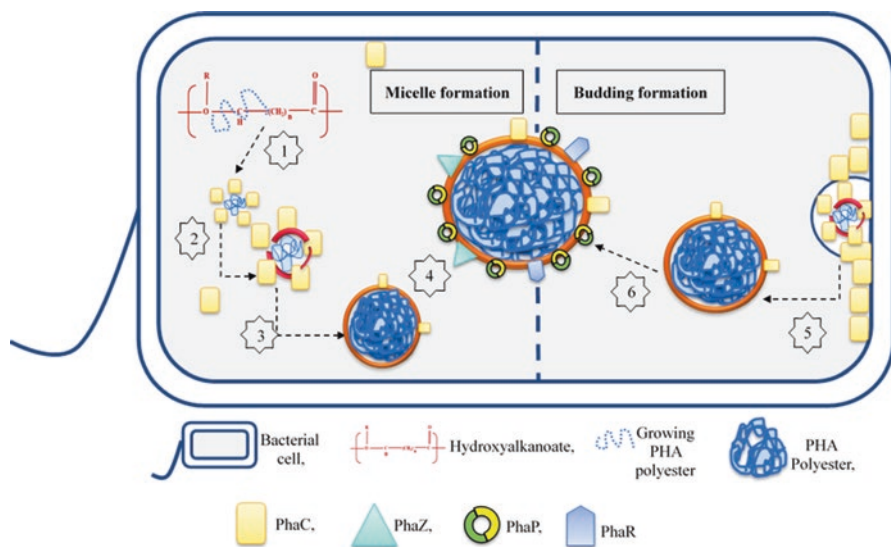 Micelle formation
Budding formation
R
O
O
C
H
(CH₂)
n
C
1
2
3
4
5
6
Bacterial
cell,
Hydroxyalkanoate,
Growing
PHA
polyester
PHA
Polyester,
PhaC,
PhaZ,
PhaP,
PhaR